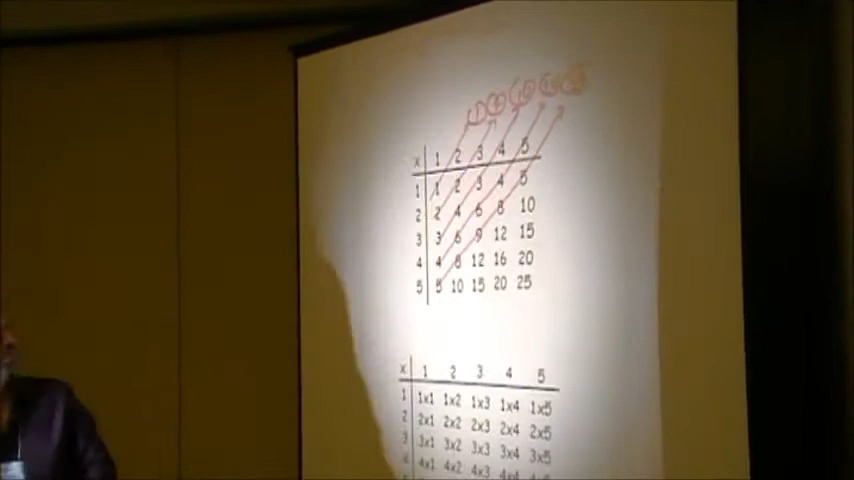 x 1 2 3 4 5
1 1 2 3 4 5
2 2 4 6 8 10
3 3 6 9 12 15
4 4 8 12 16 20
5 5 10 15 20 25
x 1 2 3 4 5
1 1x1 1x2 1x3 1x4 1x5
2 2x1 2x2 2x3 2x4 2x5
3 3x1 3x2 3x3 3x4 3x5
4x1 4x2 4x3